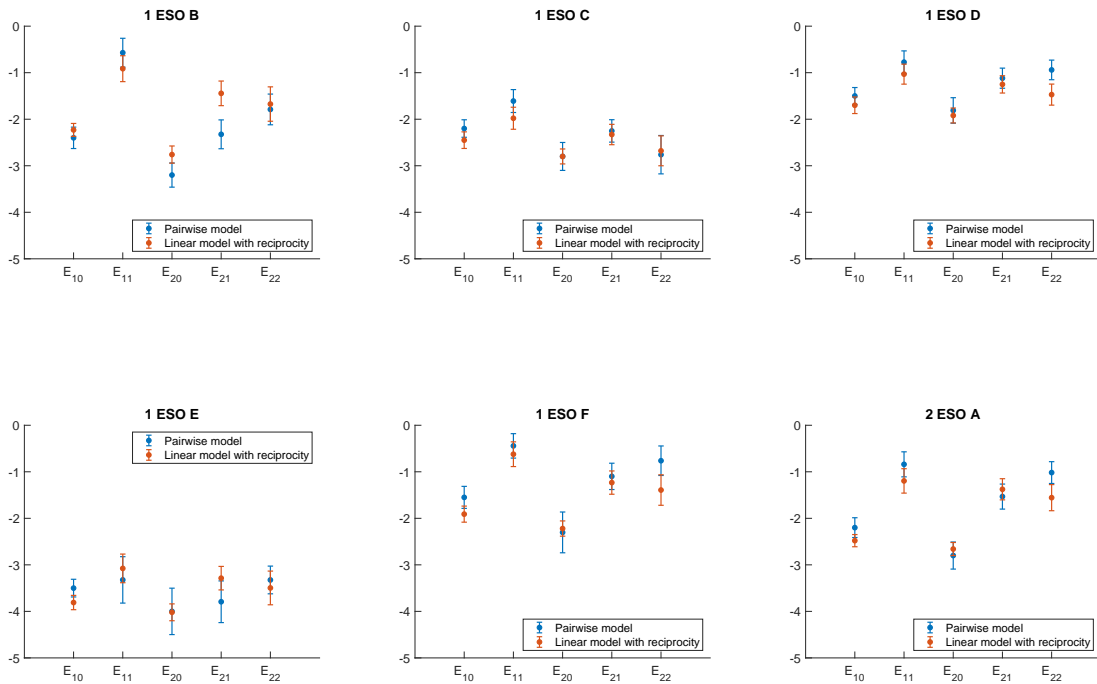 1 ESO B
0
-1
-2
-3
-4
-5
Pairwise model
Linear model with reciprocity
E10 E11 E20 E21 E22
1 ESO C
0
-1
-2
-3
-4
-5
Pairwise model
Linear model with reciprocity
E10 E11 E20 E21 E22
1 ESO D
0
-1
-2
-3
-4
-5
Pairwise model
Linear model with reciprocity
E10 E11 E20 E21 E22
1 ESO E
0
Pairwise model
Linear model with reciprocity
-1
-2
-3
-4
-5
E10 E11 E20 E21 E22
1 ESO F
0
-1
-2
-3
-4
-5
Pairwise model
Linear model with reciprocity
E10 E11 E20 E21 E22
2 ESO A
0
-1
-2
-3
-4
-5
Pairwise model
Linear model with reciprocity
E10 E11 E20 E21 E22